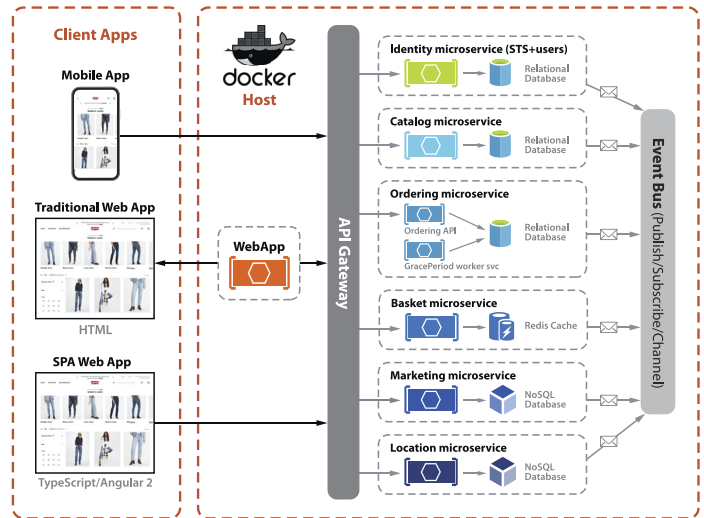 Client Apps
Mobile App
Traditional Web App
HTML
SPA Web App
TypeScript/Angular 2
docker
Host
WebApp
API Gateway
Identity microservice (STS+users)
Relational
Database
Catalog microservice
Relational
Database
Ordering microservice
Ordering API
GracePeriod worker svc
Relational
Database
Basket microservice
Redis Cache
Marketing microservice
NoSQL
Database
Location microservice
NoSQL
Database
Event Bus (Publish/Subscribe/Channel)